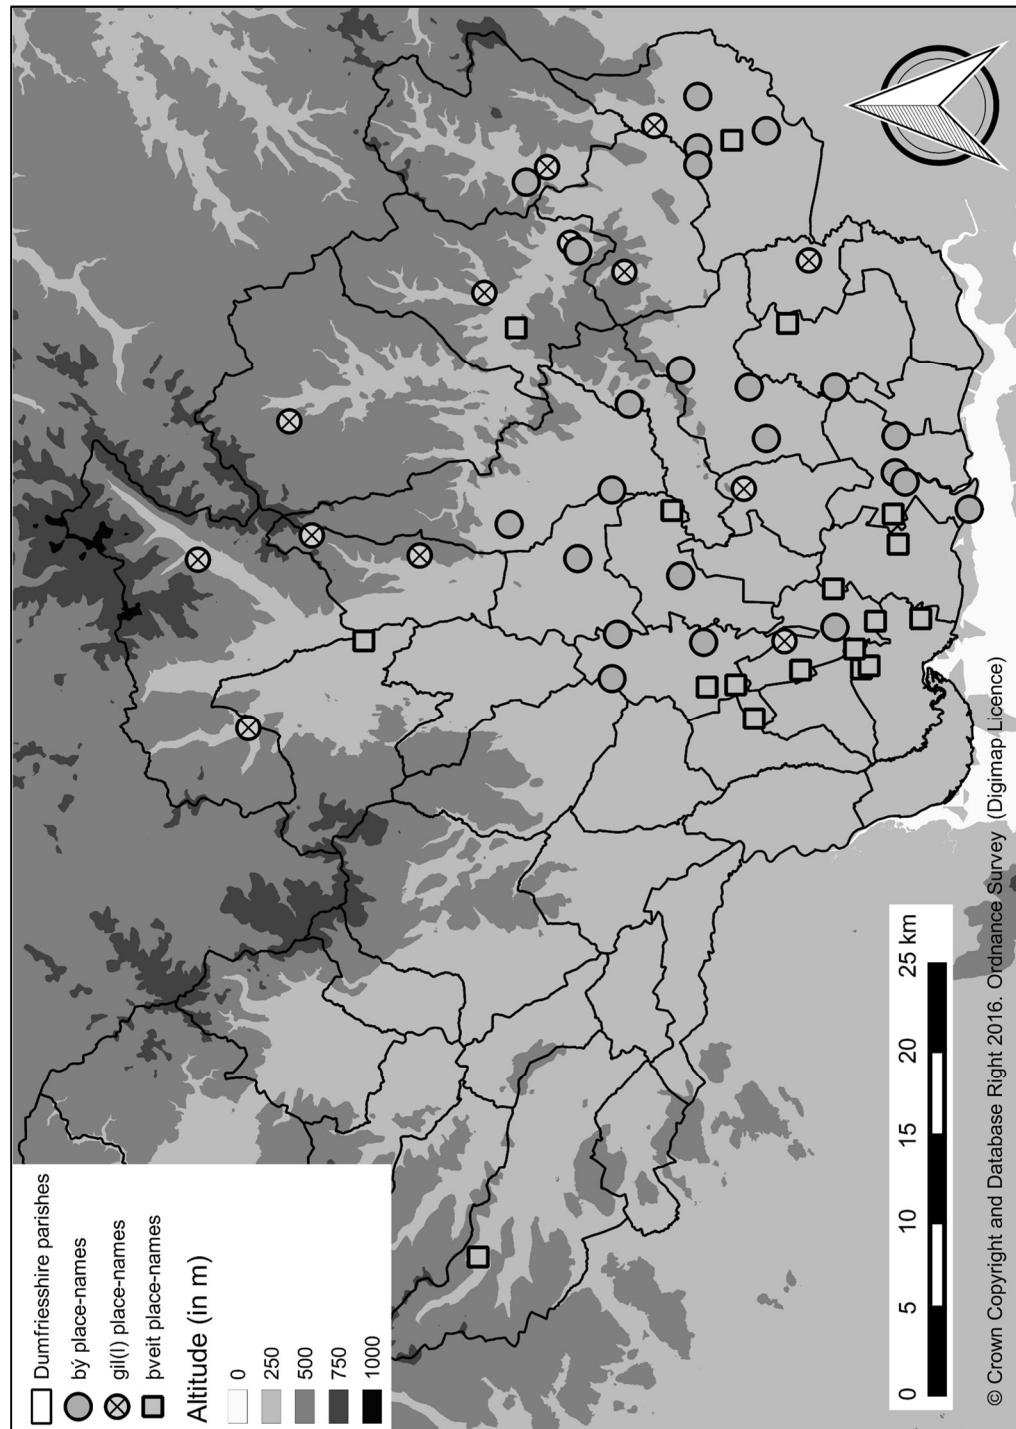 Dumfriesshire parishes
bý place-names
gil(l) place-names
þveit place-names
Altitude (in m)
0
250
500
750
1000
0 5 10 15 20 25 km
© Crown Copyright and Database Right 2016. Ordnance Survey (Digimap Licence)